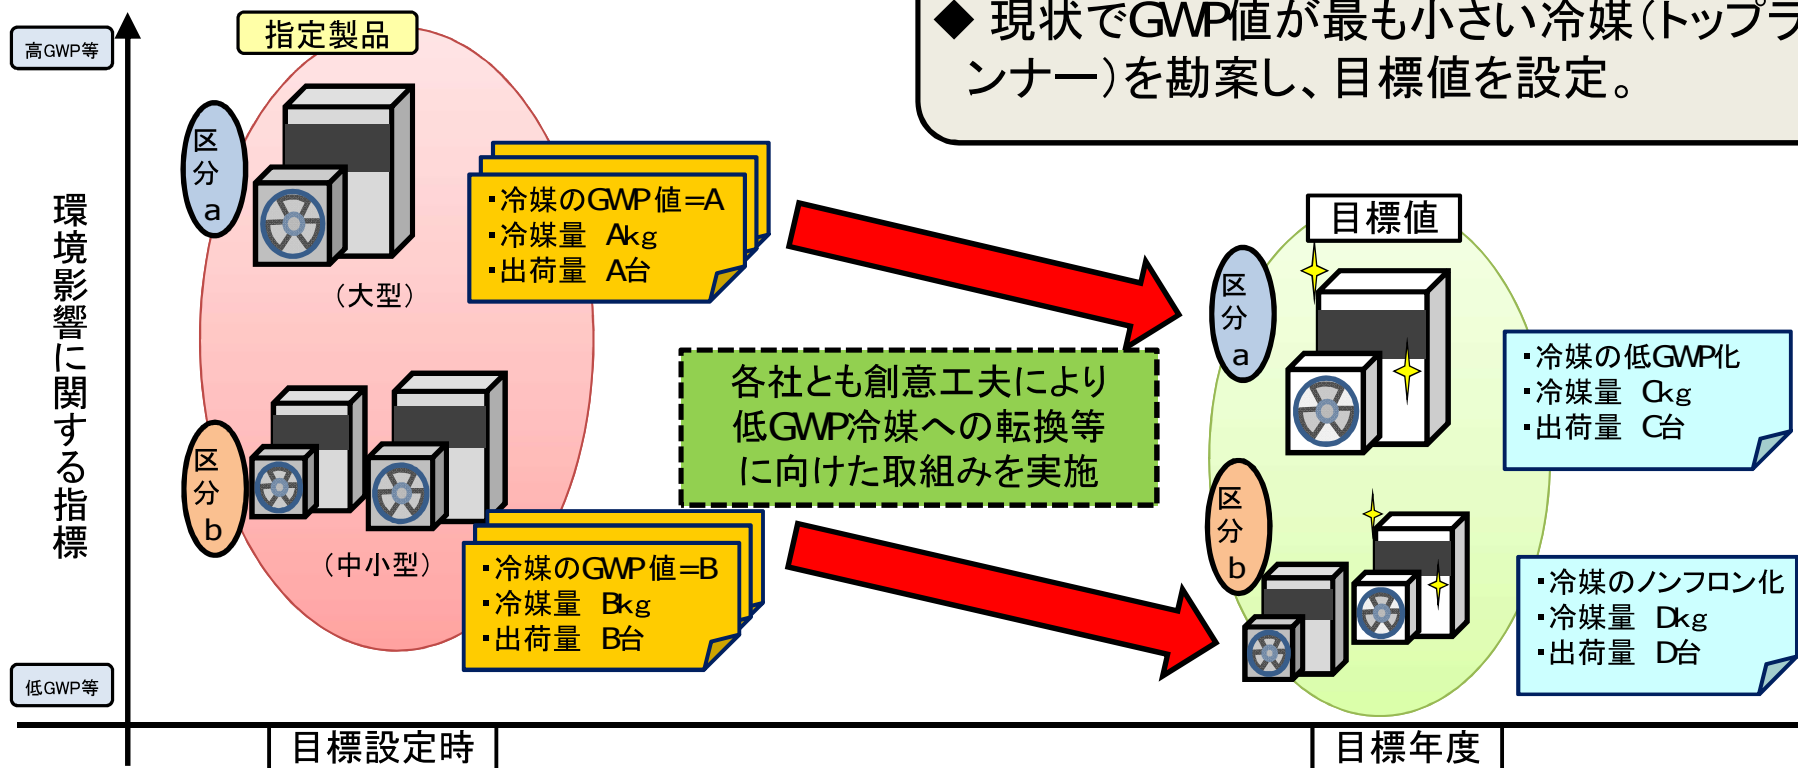 ◆ 現状でGWP値が最も小さい冷媒(トップラ
ンナー)を勘案し、目標値を設定。
高GWP等
環境影響に関する指標
低GWP等
指定製品
区分a
(大型)
・冷媒のGWP値=A
・冷媒量 Akg
・出荷量 A台
区分b
(中小型)
・冷媒のGWP値=B
・冷媒量 Bkg
・出荷量 B台
各社とも創意工夫により
低GWP冷媒への転換等
に向けた取組みを実施
目標値
区分a
・冷媒の低GWP化
・冷媒量 Ckg
・出荷量 C台
区分b
・冷媒のノンフロン化
・冷媒量 Dkg
・出荷量 D台
目標設定時
目標年度